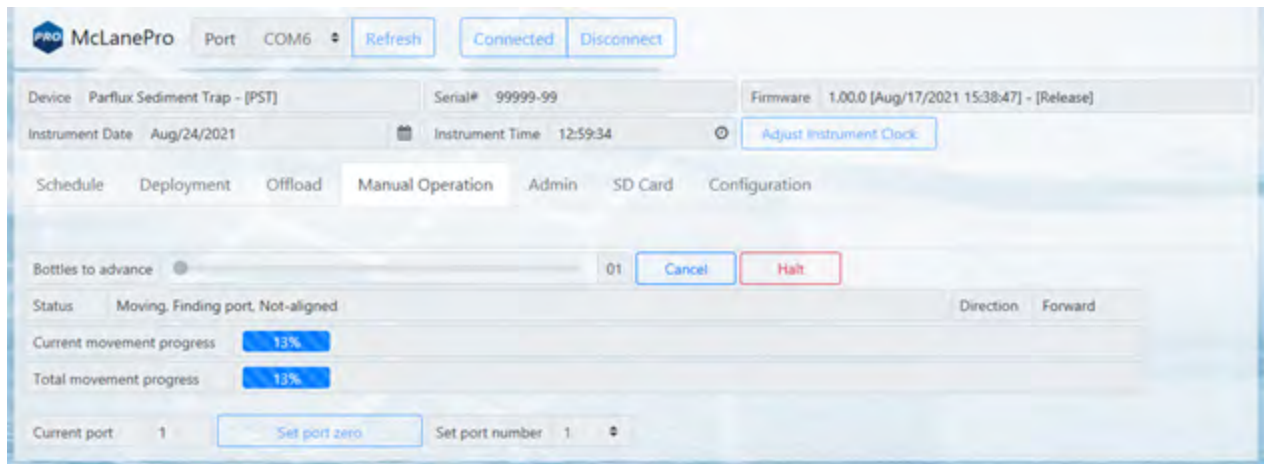 PRO McLanePro Port COM6 Refresh Connected Disconnect
Device Parflux Sediment Trap - [PST] Serial# 99999-99 Firmware 1.00.0 [Aug/17/2021 15:38:47] - [Release]
Instrument Date Aug/24/2021 Instrument Time 12:59:34 Adjust Instrument Clock
Schedule Deployment Offload Manual Operation Admin SD Card Configuration
Bottles to advance 01 Cancel Halt
Status Moving, Finding port, Not-aligned Direction Forward
Current movement progress 13%
Total movement progress 13%
Current port 1 Set port zero Set port number 1